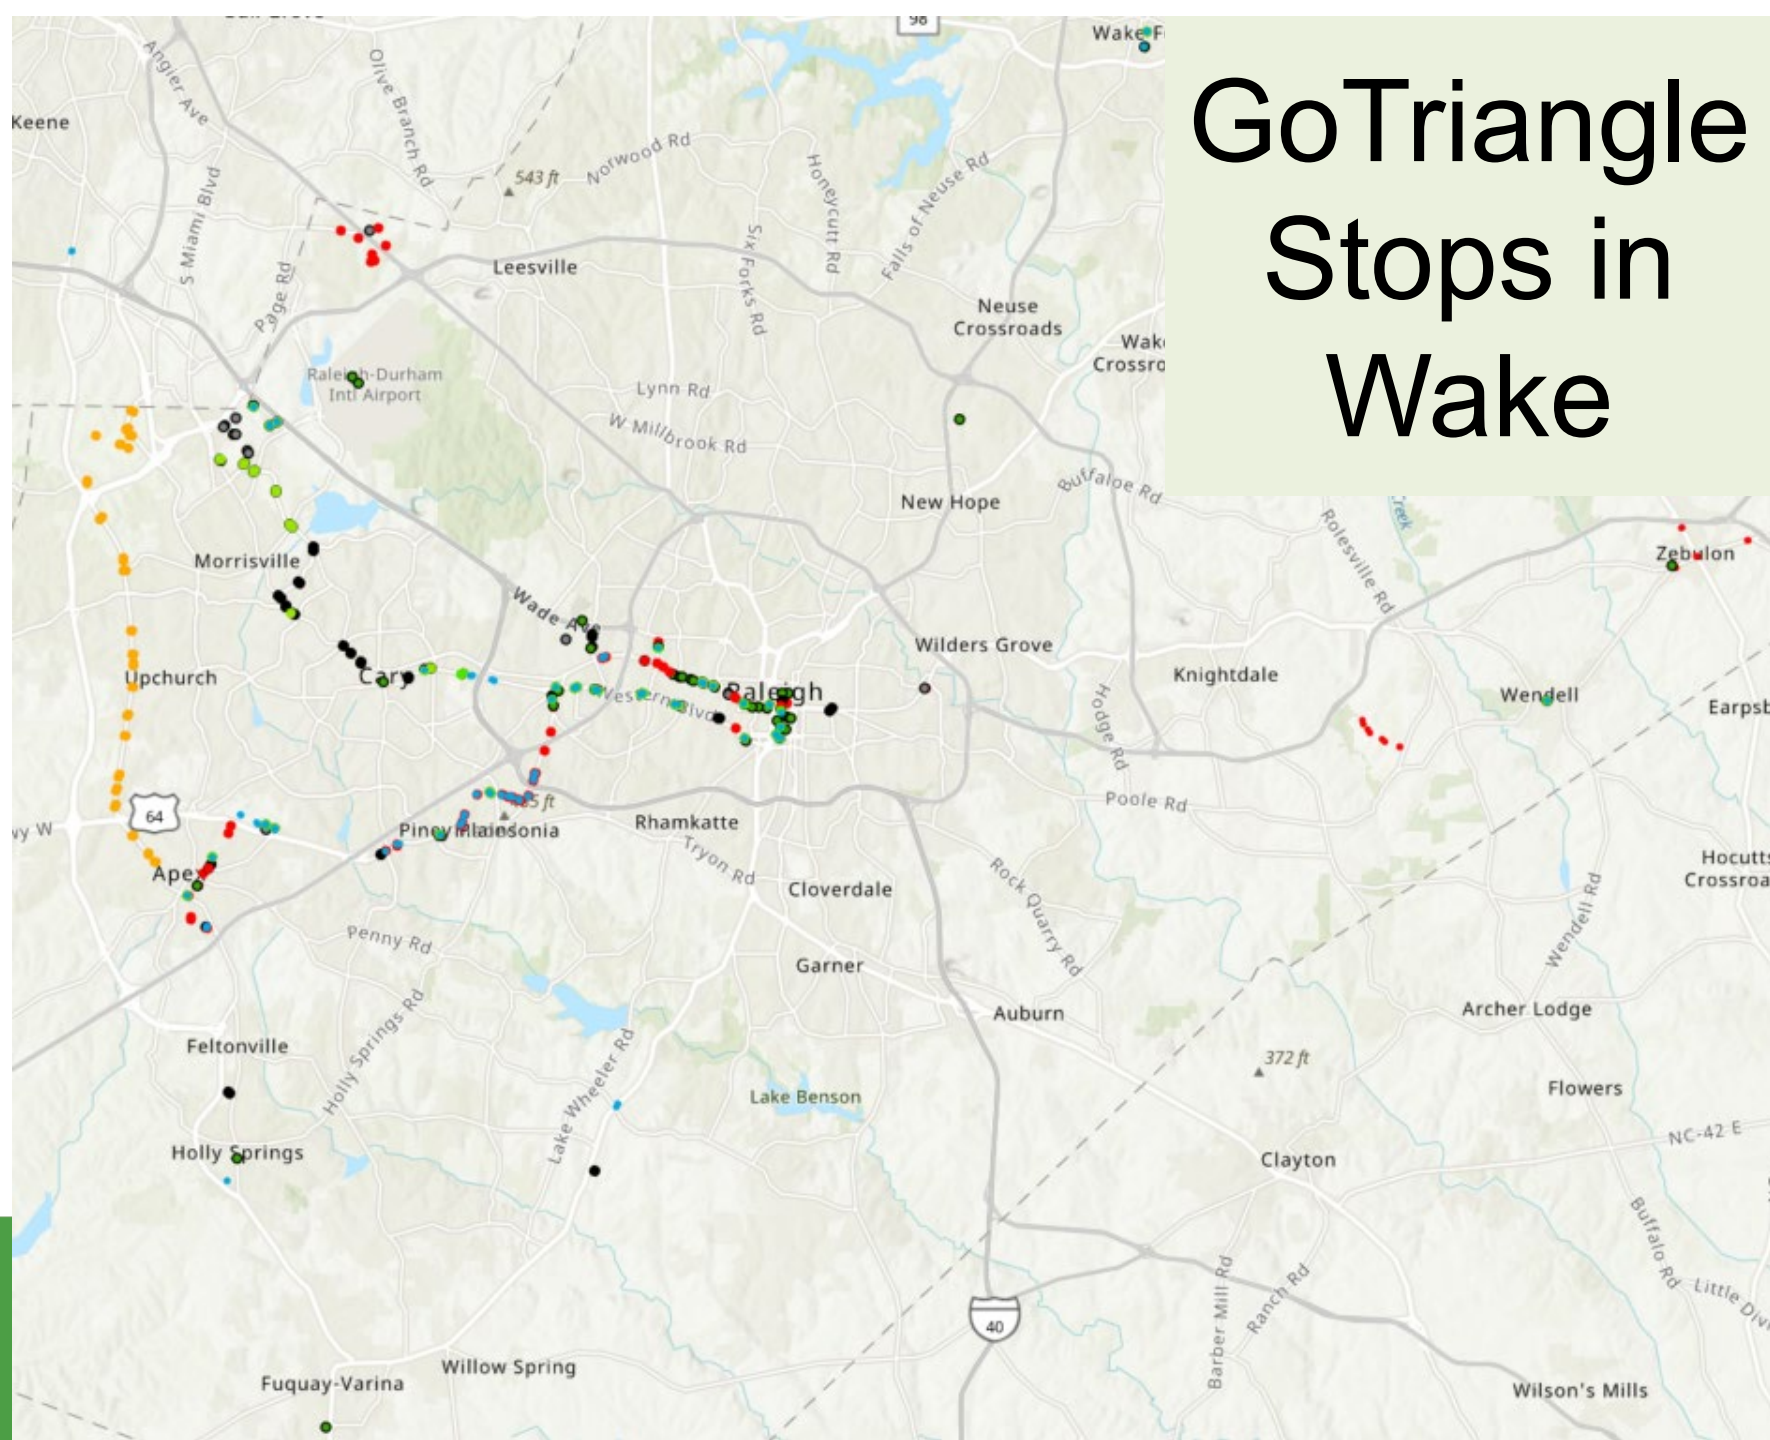 GoTriangle
Stops in
Wake
98
Angier Ave
Olive Branch Rd
Keene
543 ft
Norwood Rd
Honeycutt Rd
Falls of Neuse Rd
S Miami Blvd
Page Rd
Leesville
Six Forks Rd
Neuse
Crossroads
Raleigh-Durham
Intl Airport
Lynn Rd
W Millbrook Rd
Buffaloe Rd
New Hope
Creek
Rolesville Rd
Zebulon
Morrisville
Wade Ave
Wilders Grove
Upchurch
Cary
Raleigh
Western Blvd
Knightdale
Wendell
Hodge Rd
64
Poole Rd
Rhamkatte
Tryon Rd
Apex
Cloverdale
Rock Quarry Rd
Wendell Rd
Penny Rd
Garner
Holly Springs Rd
Auburn
Archer Lodge
Feltonville
Lake Wheeler Rd
372 ft
Lake Benson
Flowers
NC-42 E
Holly Springs
Clayton
Buffalo Rd
Barber Mill Rd
Ranch Rd
40
Willow Spring
Fuquay-Varina
Wilson's Mills